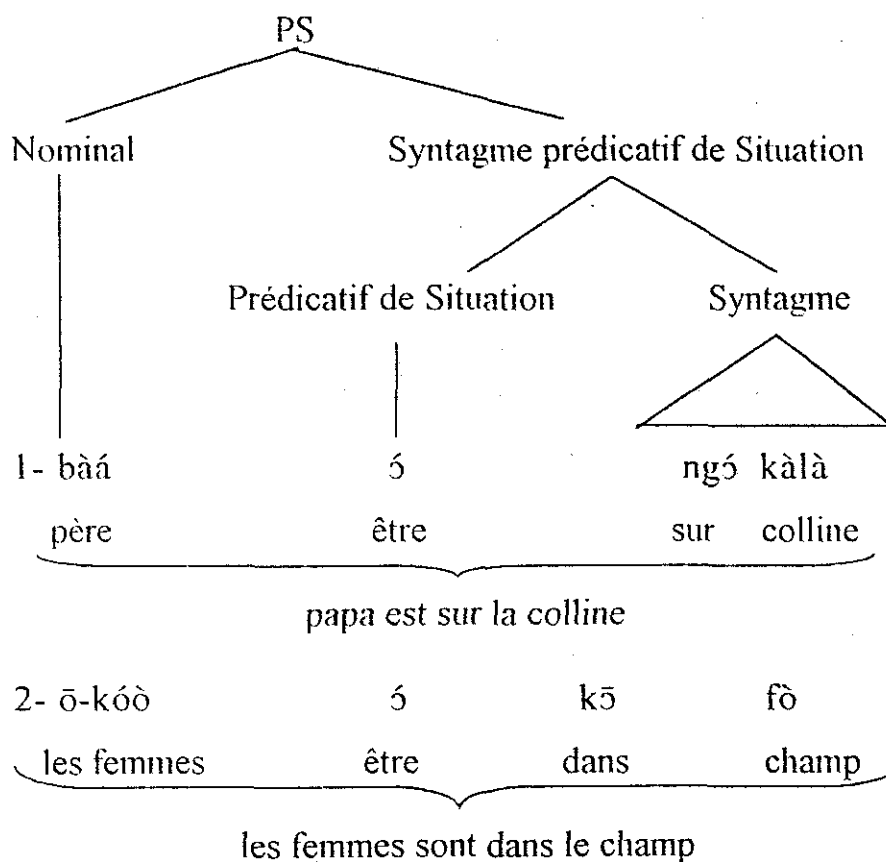 PS
Nominal Syntagme prédicatif de Situation
Prédicatif de Situation Syntagme
1- bàá ɔ́ ngɔ́ kàlà
père être sur colline
papa est sur la colline
2- ō-kóò ɔ́ kɔ̄ fò
les femmes être dans champ
les femmes sont dans le champ